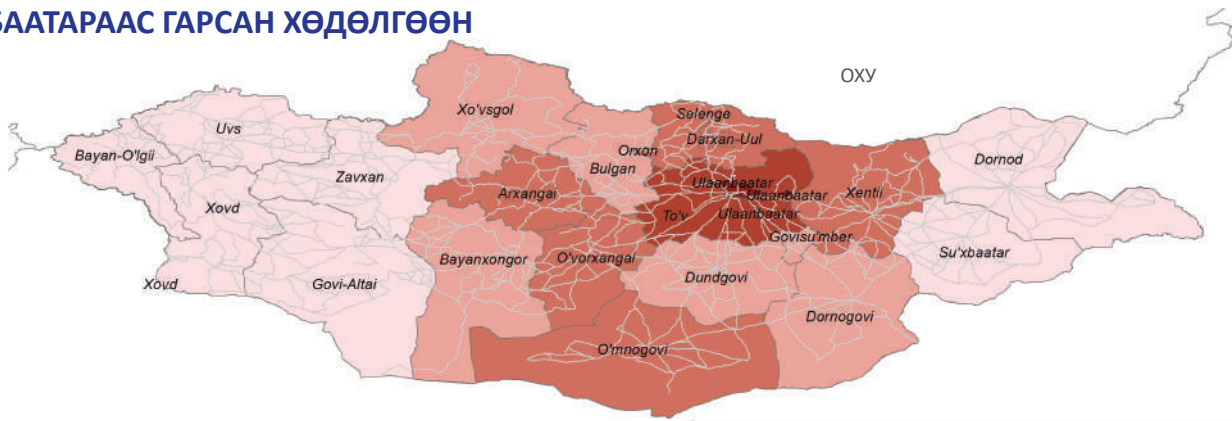 БААТАРААС ГАРСАН ХӨДӨЛГӨӨН
ОХУ
Xo'vsgol
Selenge
Uvs
Darxan-Uul
Orxon
Bayan-O'lgii
Bulgan
Dornod
Zavxan
Ulaanbaatar
Arxangai
Ulaanbaatar
Xentii
Xovd
To'v
Ulaanbaatar
Govisu'mber
O'vorxangai
Su'xbaatar
Bayanxongor
Dundgovi
Xovd
Govi-Altai
Dornogovi
O'mnogovi